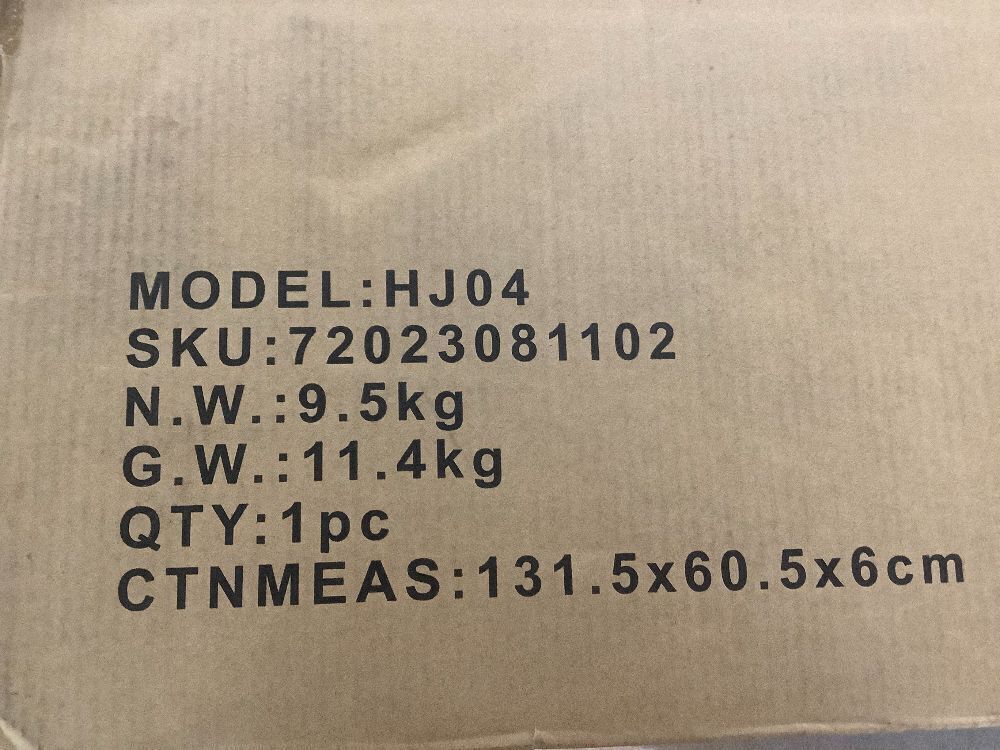 MODEL:HJ04
SKU:72023081102
N.W.:9.5kg
G.W.:11.4kg
QTY:1pc
CTNMEAS:131.5x60.5x6cm